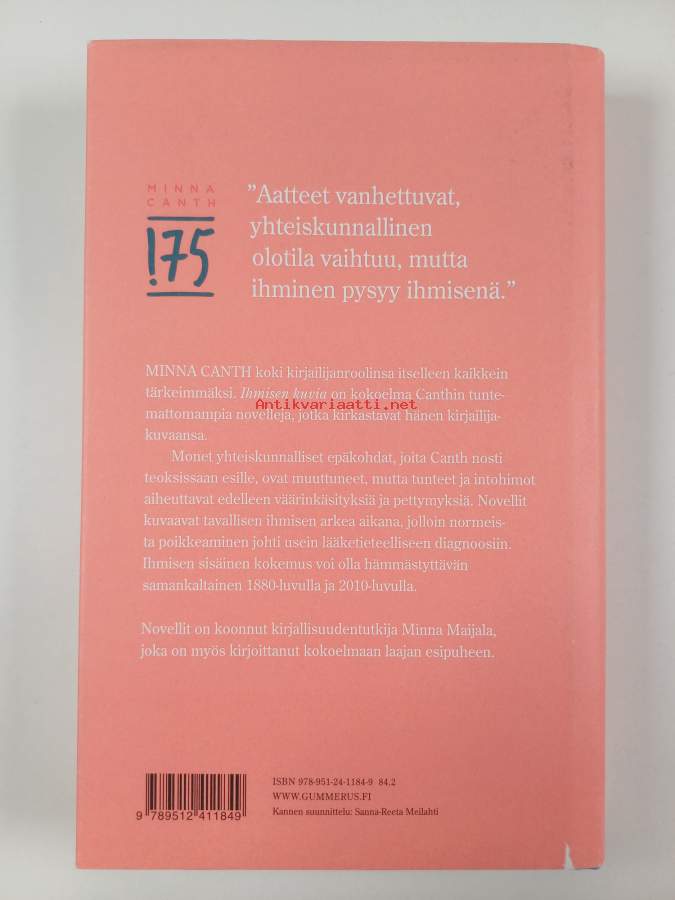 MINNA
CANTH
!75
”Aatteet vanhettuvat,
yhteiskunnallinen
olotila vaihtuu, mutta
ihminen pysyy ihmisenä.”
MINNA CANTH koki kirjailijanroolinsa itselleen kaikkein
tärkeimmäksi. Ihmisen kuvia on kokoelma Canthin tunte-
mattomampia novelleja, jotka kirkastavat hänen kirjailija-
kuvaansa.
Antikvariaatti.net
Monet yhteiskunnalliset epäkohdat, joita Canth nosti
teoksissaan esille, ovat muuttuneet, mutta tunteet ja intohimot
aiheuttavat edelleen väärinkäsityksiä ja pettymyksiä. Novellit
kuvaavat tavallisen ihmisen arkea aikana, jolloin normeis-
ta poikkeaminen johti usein lääketieteelliseen diagnoosiin.
Ihmisen sisäinen kokemus voi olla hämmästyttävän
samankaltainen 1880-luvulla ja 2010-luvulla.
Novellit on koonnut kirjallisuudentutkija Minna Maijala,
joka on myös kirjoittanut kokoelmaan laajan esipuheen.
ISBN 978-951-24-1184-9 84.2
WWW.GUMMERUS.FI
Kannen suunnittelu: Sanna-Reeta Meilahti
9 789512 411849